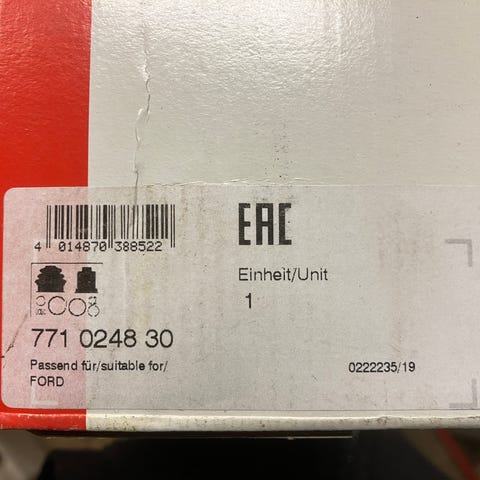 EAC
4 014870 388522
Einheit/Unit
1
771 0248 30
Passend für/suitable for/
FORD
0222235/19